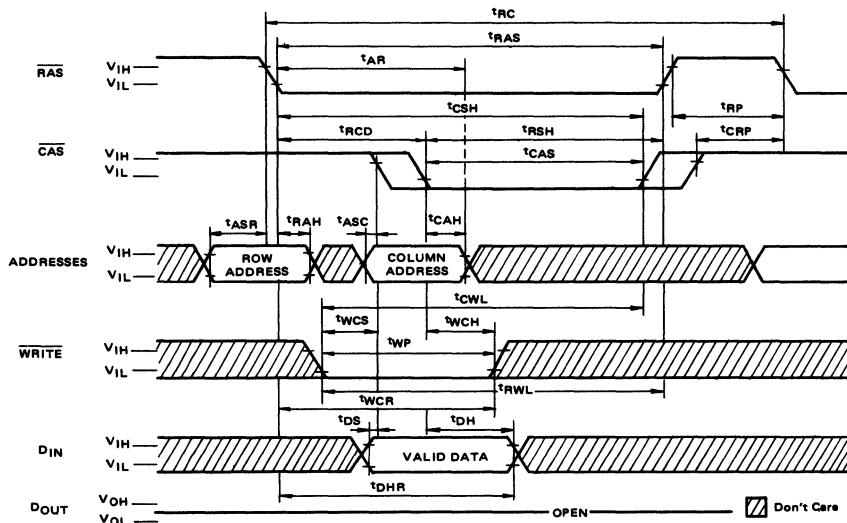 tRC
tRAS
tAR
RAS VIH
VIL
tCSH
tRP
tRCD tRSH tCRP
CAS VIH
VIL
tCAS
tASR tRAH tASC tCAH
ADDRESSES VIH
VIL
ROW ADDRESS
COLUMN ADDRESS
tCWL
tWCS tWCH
WRITE VIH
VIL
tWP
tRWL
tWCR
tDS tDH
DIN VIH
VIL
VALID DATA
tDHR
DOUT VOH
VOL
OPEN
Don't Care